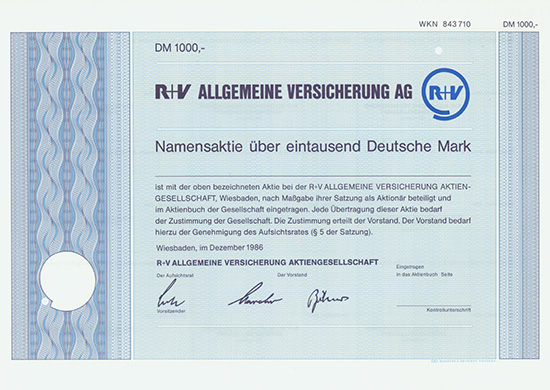 WKN 843 710 DM 1000,-
DM 1000,-
R+V ALLGEMEINE VERSICHERUNG AG R+V
Namensaktie über eintausend Deutsche Mark
ist mit der oben bezeichneten Aktie bei der R+V ALLGEMEINE VERSICHERUNG AKTIEN-
GESELLSCHAFT, Wiesbaden, nach Maßgabe ihrer Satzung als Aktionär beteiligt und
im Aktienbuch der Gesellschaft eingetragen. Jede Übertragung dieser Aktie bedarf
der Zustimmung der Gesellschaft. Die Zustimmung erteilt der Vorstand. Der Vorstand bedarf
hierzu der Genehmigung des Aufsichtsrates (§ 5 der Satzung).
Wiesbaden, im Dezember 1986
R+V ALLGEMEINE VERSICHERUNG AKTIENGESELLSCHAFT
Der Aufsichtsrat Der Vorstand
Eingetragen
in das Aktienbuch Seite
Vorsitzender
Kontrollunterschrift